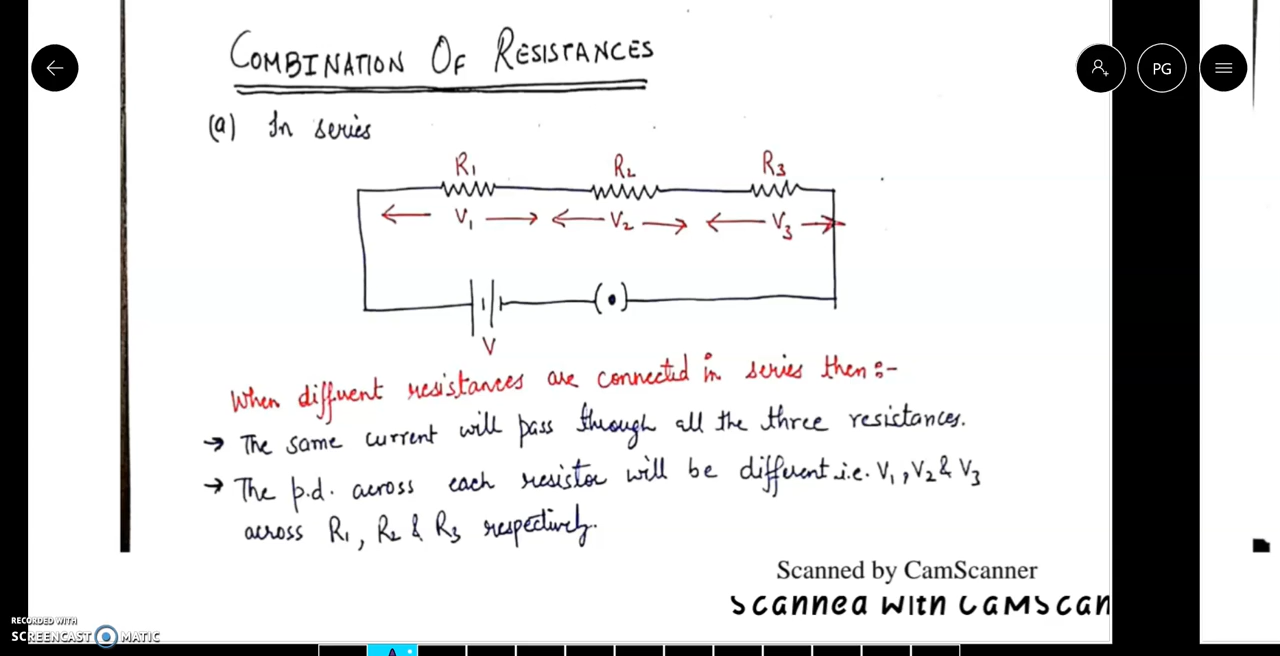 PG
COMBINATION OF RESISTANCES
(a) In series
R1 R2 R3
V1 V2 V3
V
When diffuent resistances are connected in series then :-
→ The same current will pass through all the three resistances.
→ The p.d. across each resistor will be different i.e. V1, V2 & V3
across R1, R2 & R3 respectively.
Scanned by CamScanner
Scanned with CamScan
RECORDED WITH
SCREENCAST MATIC